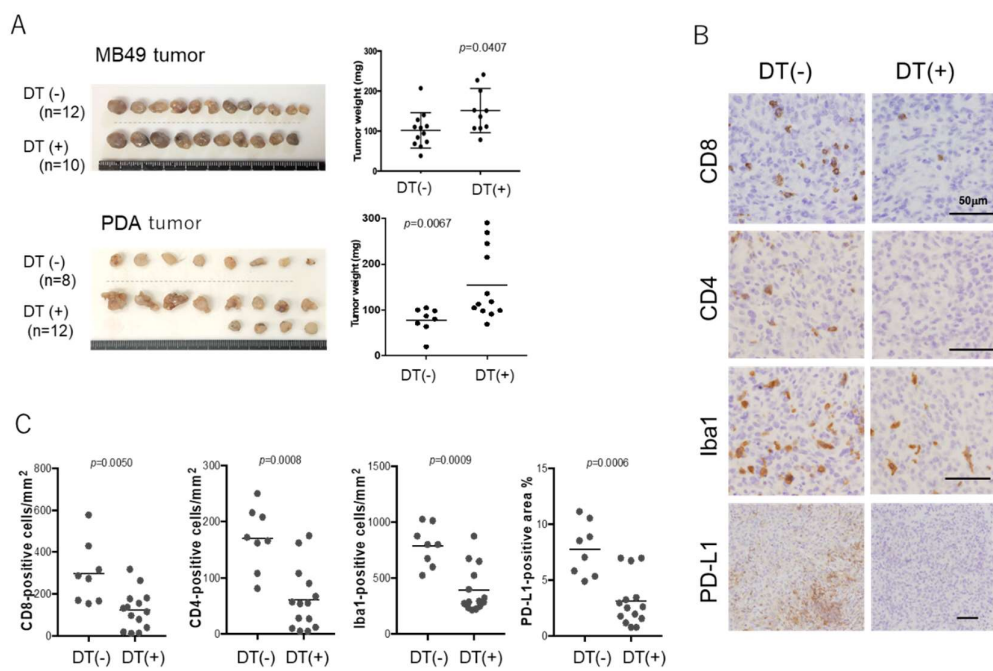 A
MB49 tumor
DT (-)
(n=12)
DT (+)
(n=10)
Tumor weight (mg)
300
200
100
0
p=0.0407
DT(-)
DT(+)
PDA tumor
DT (-)
(n=8)
DT (+)
(n=12)
Tumor weight (mg)
300
200
100
0
p=0.0067
DT(-)
DT(+)
B
DT(-)
DT(+)
CD8
50μm
CD4
Iba1
PD-L1
C
p=0.0050
CD8-positive cells/mm²
800
600
400
200
0
DT(-)
DT(+)
p=0.0008
CD4-positive cells/mm²
300
200
100
0
DT(-)
DT(+)
p=0.0009
Iba1-positive cells/mm²
1500
1000
500
0
DT(-)
DT(+)
p=0.0006
PD-L1-positive area %
15
10
5
0
DT(-)
DT(+)